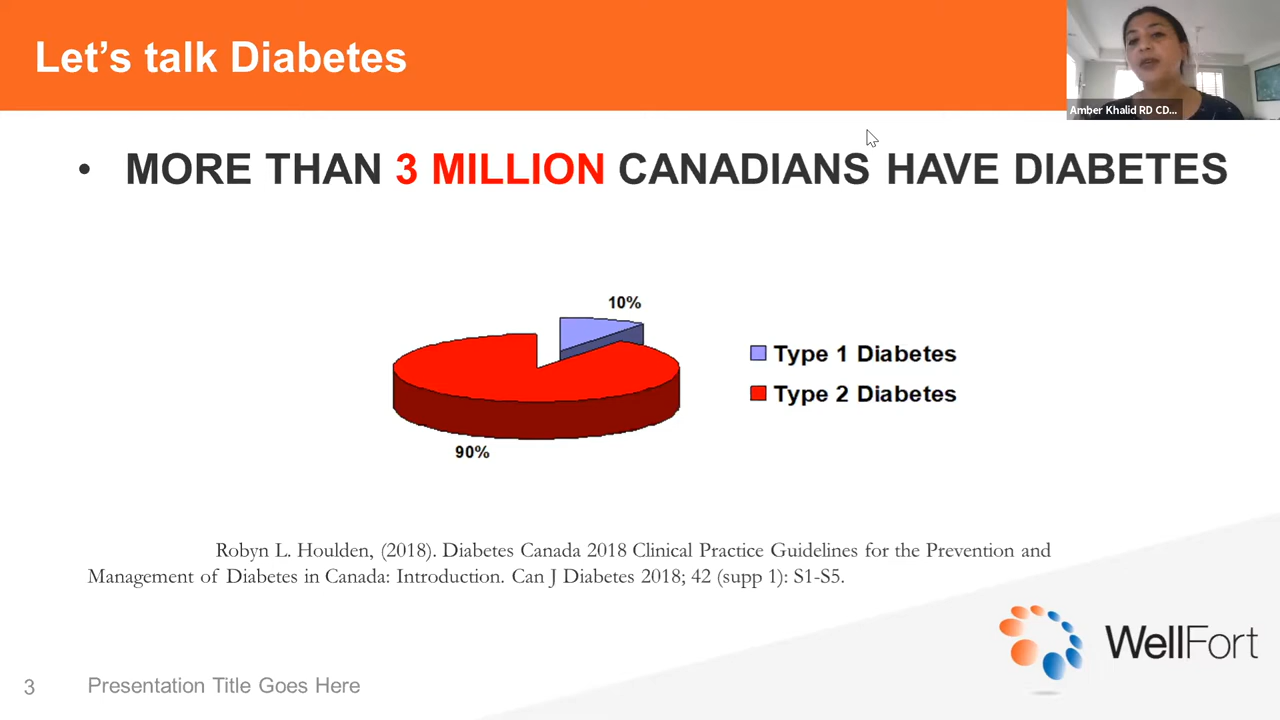 Let's talk Diabetes
Amber Khalid RD CD...
• MORE THAN 3 MILLION CANADIANS HAVE DIABETES
10%
Type 1 Diabetes
Type 2 Diabetes
90%
Robyn L. Houlden, (2018). Diabetes Canada 2018 Clinical Practice Guidelines for the Prevention and
Management of Diabetes in Canada: Introduction. Can J Diabetes 2018; 42 (supp 1): S1-S5.
WellFort
3 Presentation Title Goes Here